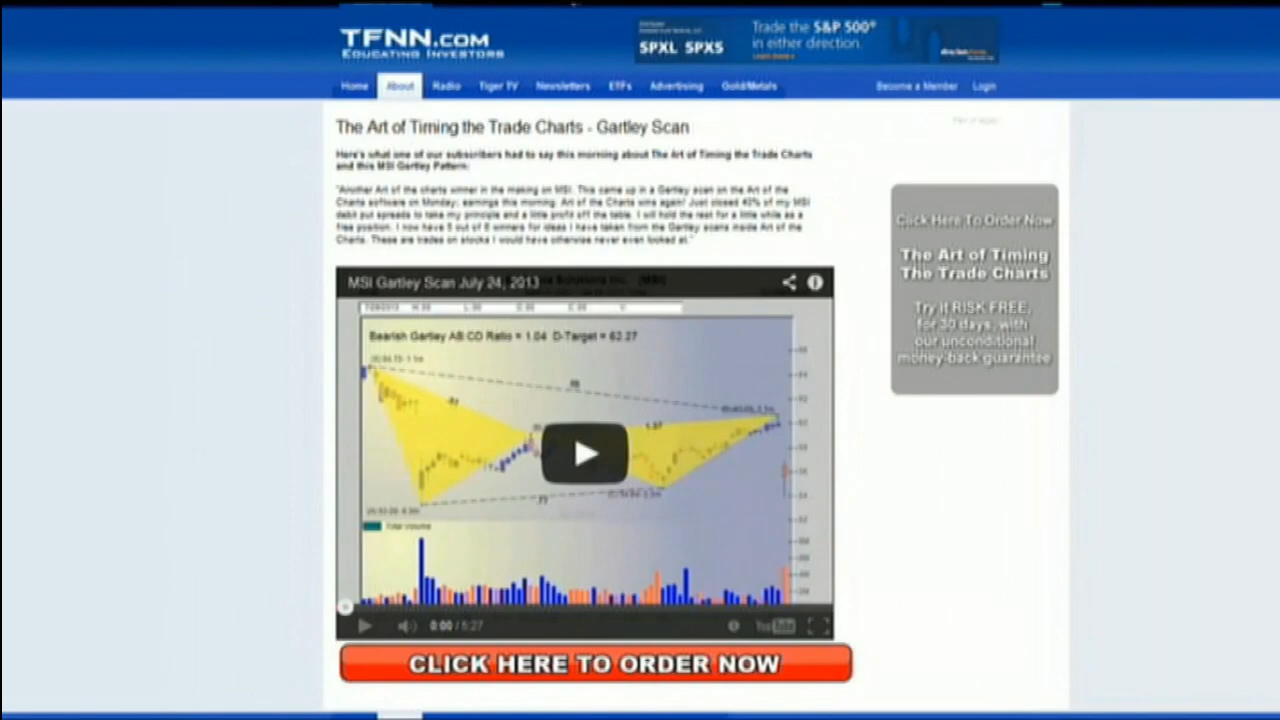 TFNN.COM
EDUCATING INVESTORS
SPXL SPXS
Trade the S&P 500®
in either direction.
Learn more >
Home About Radio Tiger TV Newsletters ETFs Advertising Gold/Metals Become a Member Login
The Art of Timing the Trade Charts - Gartley Scan
Here's what one of our subscribers had to say this morning about The Art of Timing the Trade Charts
and this MSI Gartley Pattern:
"Another Art of the charts winner in the making on MSI. This came up in a Gartley scan on the Art of the
Charts software on Monday; earnings this morning. Art of the Charts wins again! Just closed 40% of my MSI
debit put spreads to take my principle and a little profit off the table. I will hold the rest for a little while as a
free position. I now have 5 out of 5 winners for ideas I have taken from the Gartley scans inside Art of the
Charts. These are trades on stocks I would have otherwise never even looked at."
Click Here To Order Now
The Art of Timing
The Trade Charts
Try it RISK FREE,
for 30 days, with
our unconditional
money-back guarantee
MSI Gartley Scan July 24, 2013
Bearish Gartley AB:CD Ratio = 1.04 D-Target = 62.27
Total Volume
0:00 / 5:27
YouTube
CLICK HERE TO ORDER NOW